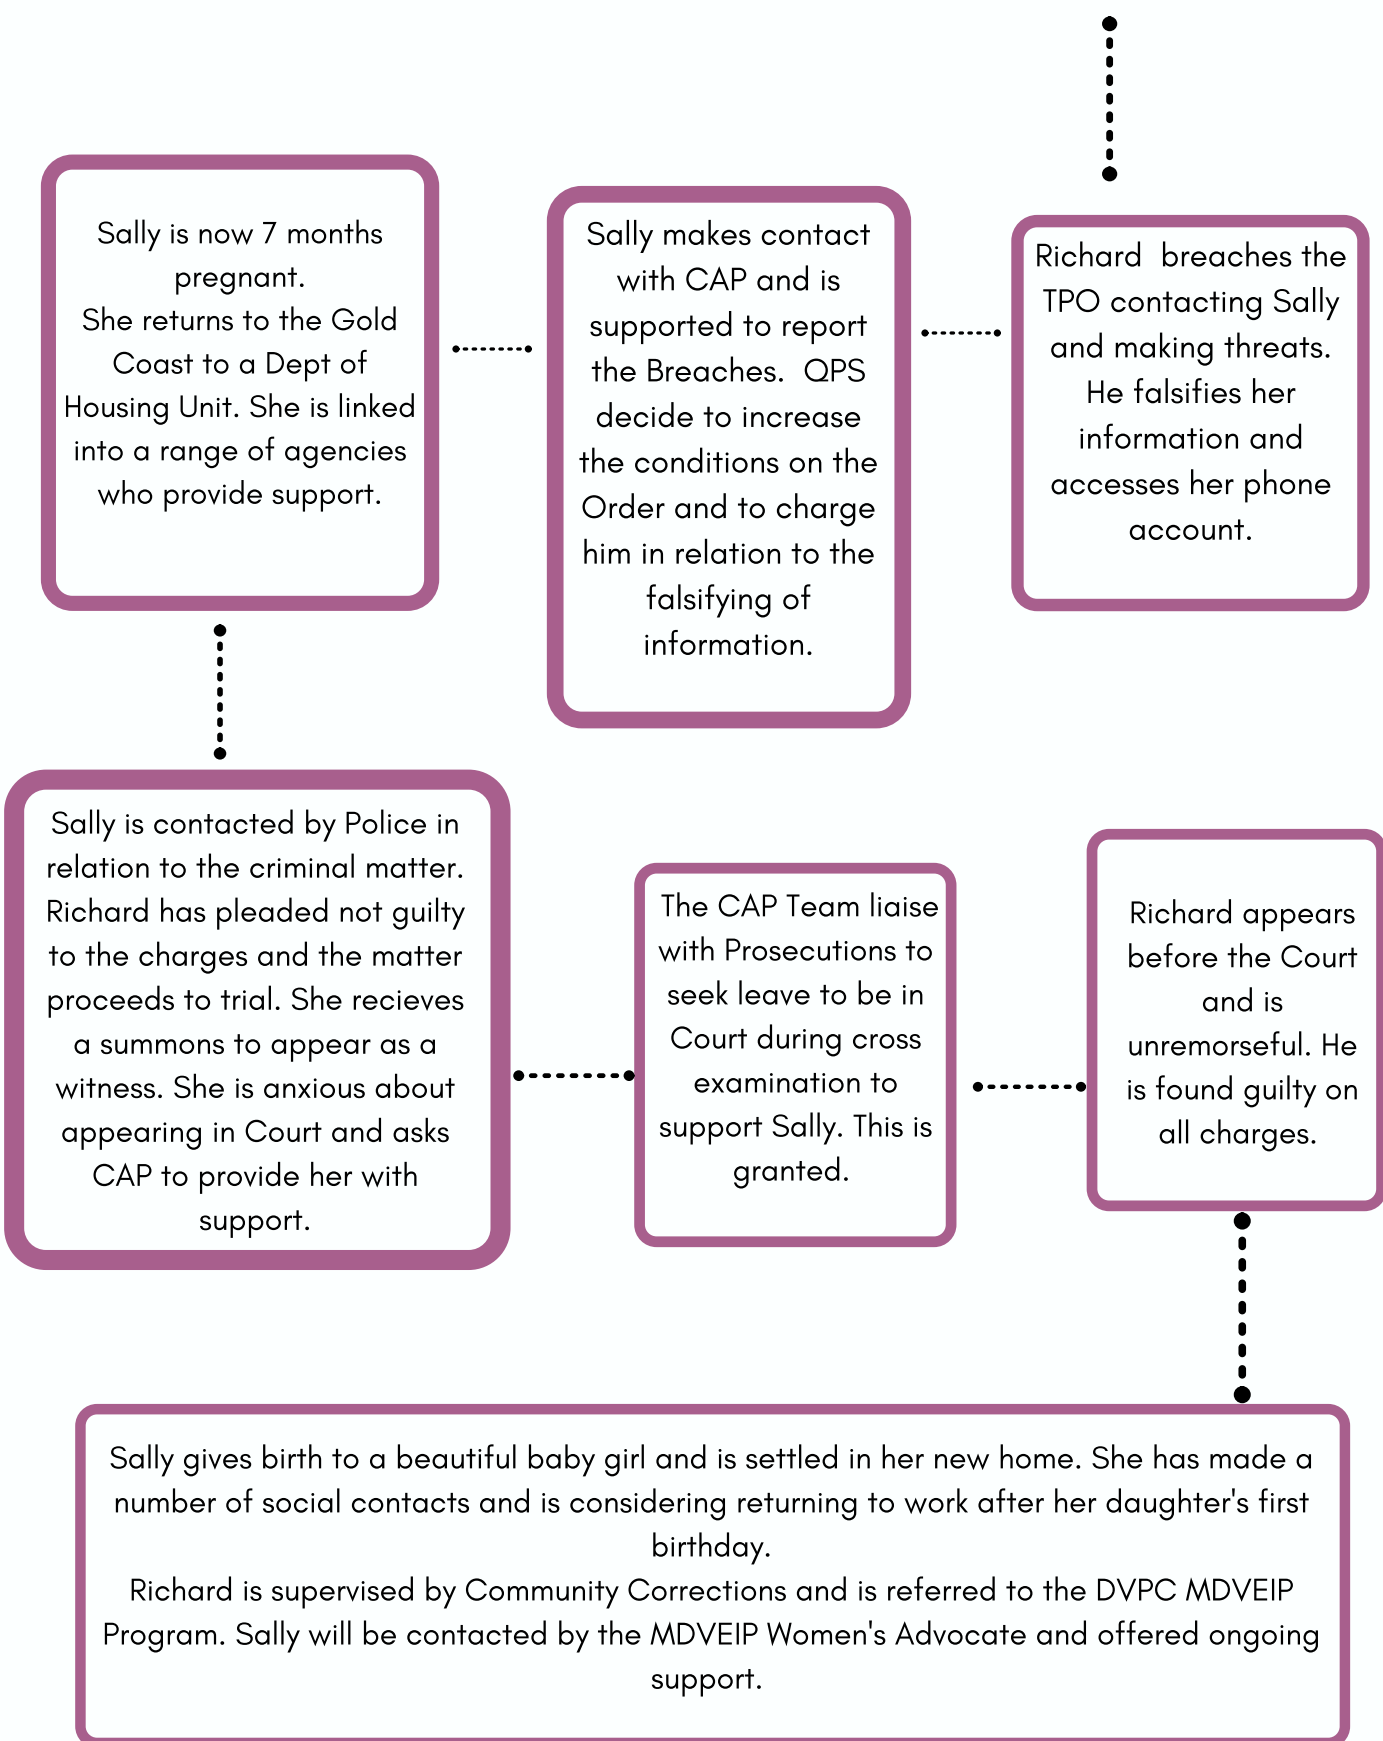 Richard  breaches the
TPO contacting Sally
and making threats.
He falsifies her
information and
accesses her phone
account.
Sally makes contact
with CAP and is
supported to report
the Breaches.  QPS
decide to increase
the conditions on the
Order and to charge
him in relation to the
falsifying of
information.
Sally is now 7 months
pregnant.
She returns to the Gold
Coast to a Dept of
Housing Unit. She is linked
into a range of agencies
who provide support.
Sally is contacted by Police in
relation to the criminal matter.
Richard has pleaded not guilty
to the charges and the matter
proceeds to trial. She recieves
a summons to appear as a
witness. She is anxious about
appearing in Court and asks
CAP to provide her with
support.
The CAP Team liaise
with Prosecutions to
seek leave to be in
Court during cross
examination to
support Sally. This is
granted.
Richard appears
before the Court
and is
unremorseful. He
is found guilty on
all charges.
Sally gives birth to a beautiful baby girl and is settled in her new home. She has made a
number of social contacts and is considering returning to work after her daughter's first
birthday.
Richard is supervised by Community Corrections and is referred to the DVPC MDVEIP
Program. Sally will be contacted by the MDVEIP Women's Advocate and offered ongoing
support.